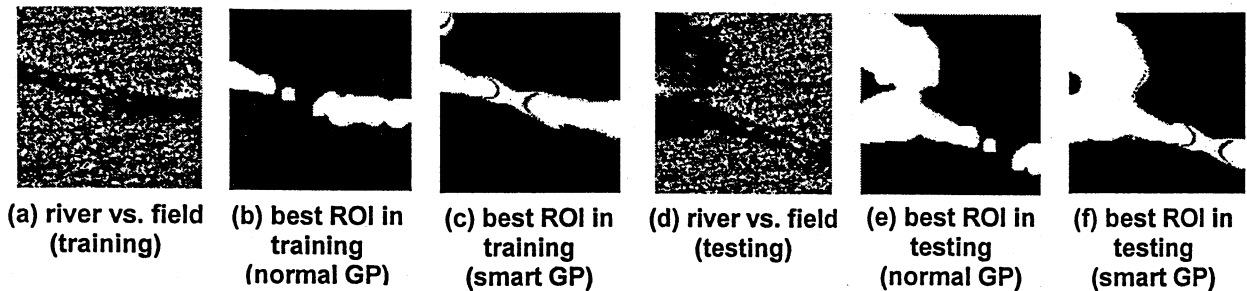 (a) river vs. field
(training)
(b) best ROI in
training
(normal GP)
(c) best ROI in
training
(smart GP)
(d) river vs. field
(testing)
(e) best ROI in
testing
(normal GP)
(f) best ROI in
testing
(smart GP)